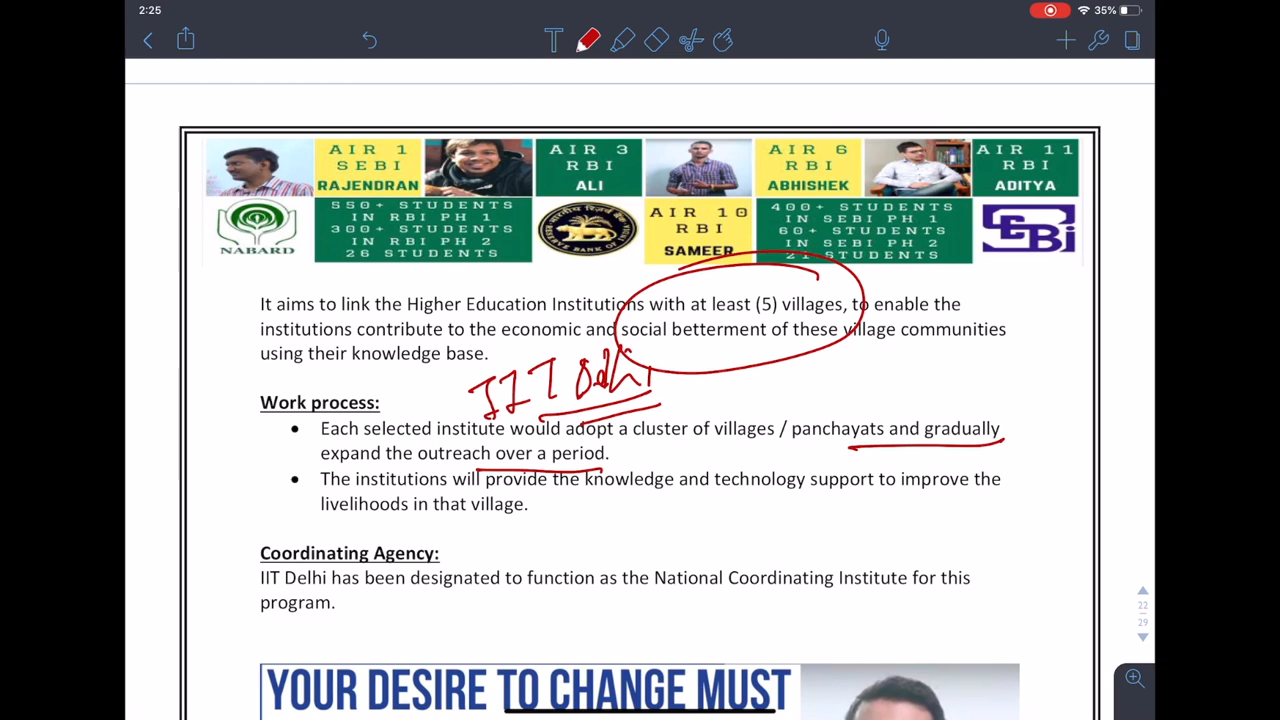 2:25
35%
T
AIR 1
SEBI
RAJENDRAN
AIR 3
RBI
ALI
AIR 6
RBI
ABHISHEK
AIR 11
RBI
ADITYA
NABARD
550+ STUDENTS
IN RBI PH 1
300+ STUDENTS
IN RBI PH 2
26 STUDENTS
भारतीय रिज़र्व बैंक
RESERVE BANK OF INDIA
AIR 10
RBI
SAMEER
400+ STUDENTS
IN SEBI PH 1
60+ STUDENTS
IN SEBI PH 2
21 STUDENTS
SEBI
It aims to link the Higher Education Institutions with at least (5) villages, to enable the
institutions contribute to the economic and social betterment of these village communities
using their knowledge base.
IIT Delhi
Work process:
• Each selected institute would adopt a cluster of villages / panchayats and gradually
expand the outreach over a period.
• The institutions will provide the knowledge and technology support to improve the
livelihoods in that village.
Coordinating Agency:
IIT Delhi has been designated to function as the National Coordinating Institute for this
program.
22
29
YOUR DESIRE TO CHANGE MUST